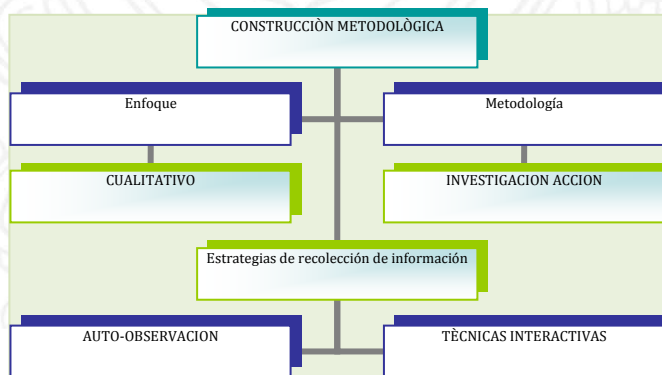 CONSTRUCCIÒN METODOLÒGICA
Enfoque
Metodología
CUALITATIVO
INVESTIGACION ACCION
Estrategias de recolección de información
AUTO-OBSERVACION
TÈCNICAS INTERACTIVAS